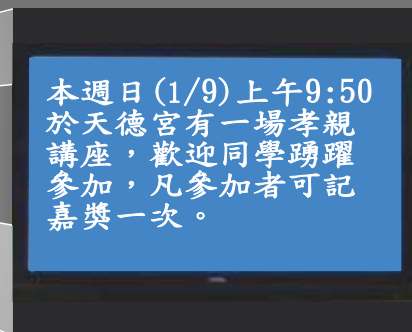 本週日(1/9)上午9:50
於天德宮有一場孝親
講座，歡迎同學踴躍
參加，凡參加者可記
嘉獎一次。